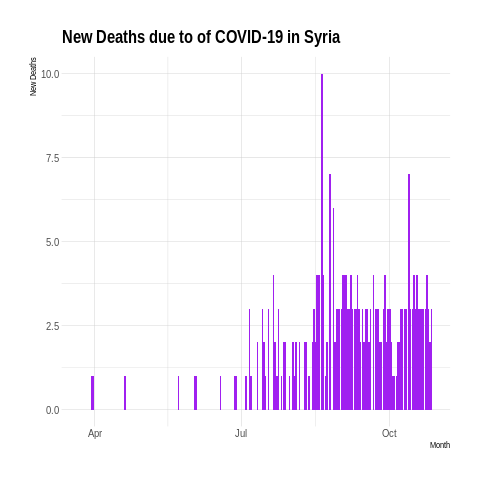 New Deaths due to of COVID-19 in Syria
New Deaths
10.0
7.5
5.0
2.5
0.0
Apr
Jul
Oct
Month